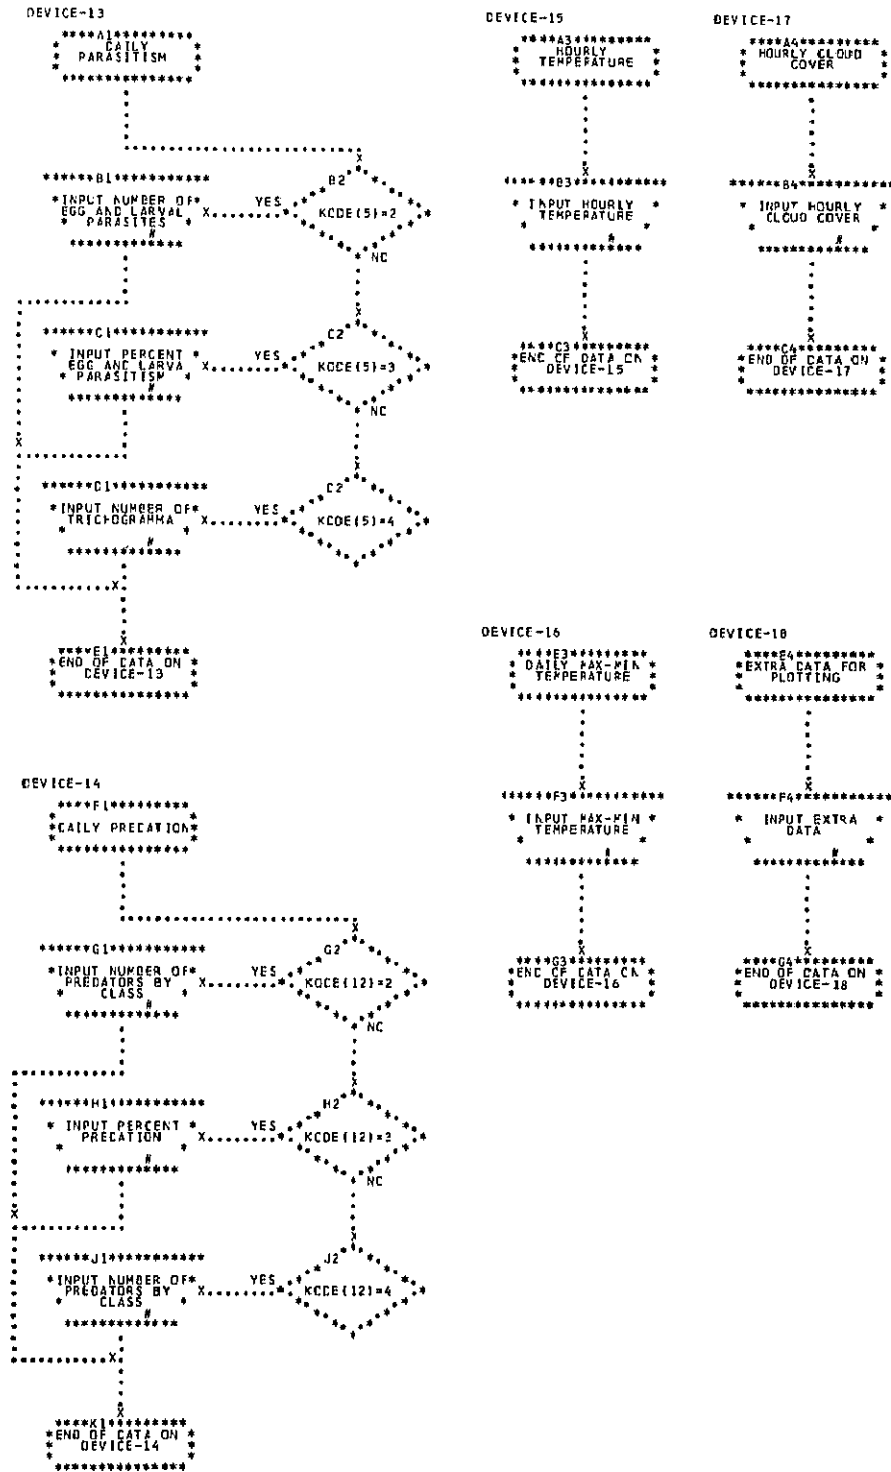 DEVICE-13
A1
DAILY
PARASITISM
B1
INPUT NUMBER OF
EGG AND LARVAL
PARASITES
#
YES
B2
KODE(5)=2
NO
C1
INPUT PERCENT
EGG AND LARVA
PARASITISM
#
YES
C2
KODE(5)=3
NO
D1
INPUT NUMBER OF
TRICHOGRAMMA
#
YES
D2
KODE(5)=4
E1
END OF DATA ON
DEVICE-13
DEVICE-15
A3
HOURLY
TEMPERATURE
B3
INPUT HOURLY
TEMPERATURE
#
C3
END OF DATA ON
DEVICE-15
DEVICE-17
A4
HOURLY CLOUD
COVER
B4
INPUT HOURLY
CLOUD COVER
#
C4
END OF DATA ON
DEVICE-17
DEVICE-14
F1
DAILY PREDATION
G1
INPUT NUMBER OF
PREDATORS BY
CLASS
#
YES
G2
KODE(12)=2
NO
H1
INPUT PERCENT
PREDATION
#
YES
H2
KODE(12)=3
NO
J1
INPUT NUMBER OF
PREDATORS BY
CLASS
#
YES
J2
KODE(12)=4
K1
END OF DATA ON
DEVICE-14
DEVICE-16
E3
DAILY MAX-MIN
TEMPERATURE
F3
INPUT MAX-MIN
TEMPERATURE
#
G3
END OF DATA ON
DEVICE-16
DEVICE-18
E4
EXTRA DATA FOR
PLOTTING
F4
INPUT EXTRA
DATA
#
G4
END OF DATA ON
DEVICE-18